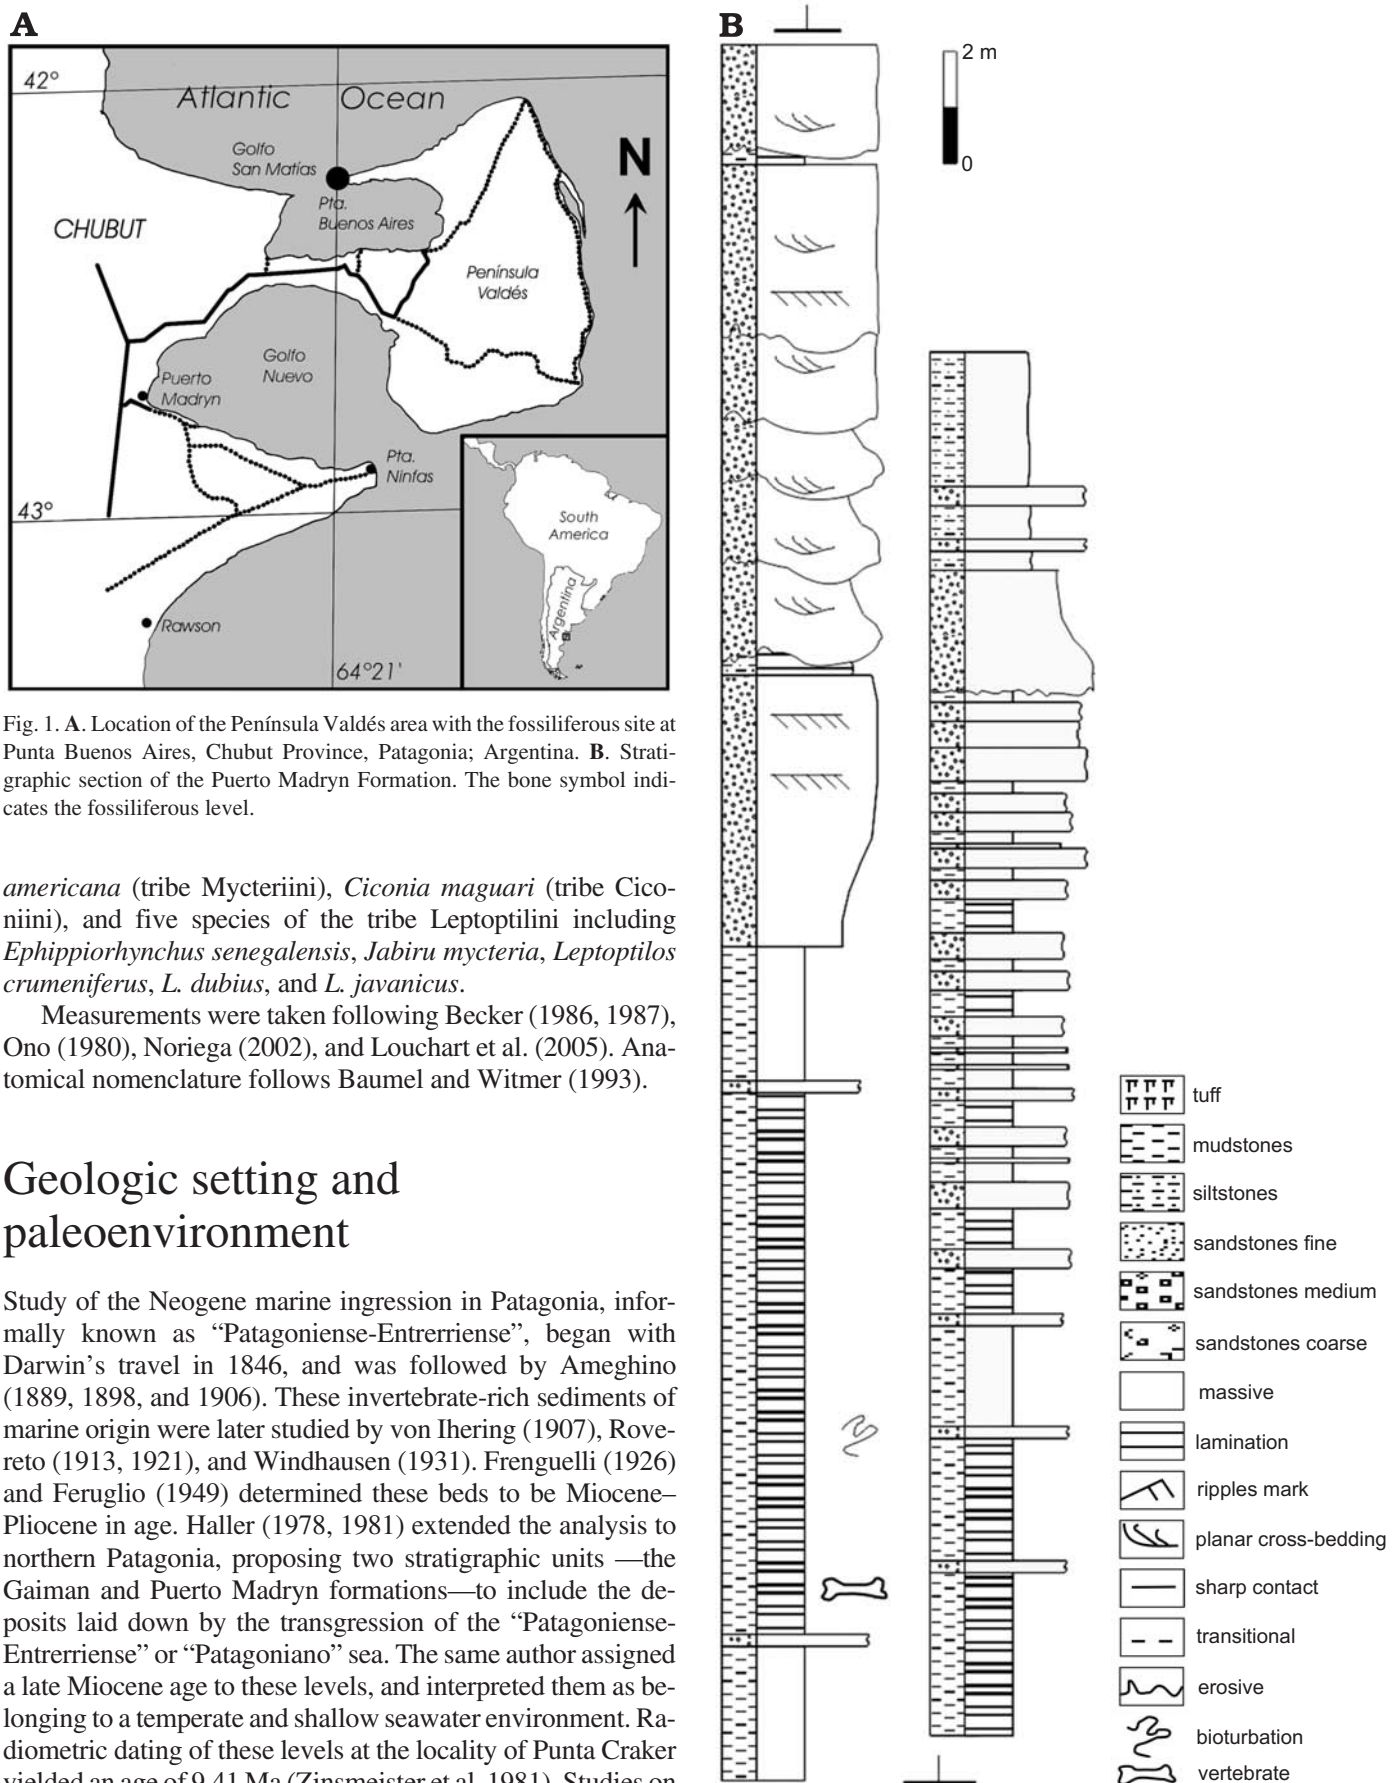 A
42°
Atlantic Ocean
Golfo
San Matías
Pta.
Buenos Aires
N
CHUBUT
Península
Valdés
Golfo
Nuevo
Puerto
Madryn
Pta.
Ninfas
43°
South
America
Argentina
Rawson
64°21'
Fig. 1. A. Location of the Península Valdés area with the fossiliferous site at
Punta Buenos Aires, Chubut Province, Patagonia; Argentina. B. Strati-
graphic section of the Puerto Madryn Formation. The bone symbol indi-
cates the fossiliferous level.
americana (tribe Mycteriini), Ciconia maguari (tribe Cico-
niini), and five species of the tribe Leptoptilini including
Ephippiorhynchus senegalensis, Jabiru mycteria, Leptoptilos
crumeniferus, L. dubius, and L. javanicus.
Measurements were taken following Becker (1986, 1987),
Ono (1980), Noriega (2002), and Louchart et al. (2005). Ana-
tomical nomenclature follows Baumel and Witmer (1993).
Geologic setting and
paleoenvironment
Study of the Neogene marine ingression in Patagonia, infor-
mally known as “Patagoniense-Entrerriense”, began with
Darwin’s travel in 1846, and was followed by Ameghino
(1889, 1898, and 1906). These invertebrate-rich sediments of
marine origin were later studied by von Ihering (1907), Rove-
reto (1913, 1921), and Windhausen (1931). Frenguelli (1926)
and Feruglio (1949) determined these beds to be Miocene–
Pliocene in age. Haller (1978, 1981) extended the analysis to
northern Patagonia, proposing two stratigraphic units —the
Gaiman and Puerto Madryn formations—to include the de-
posits laid down by the transgression of the “Patagoniense-
Entrerriense” or “Patagoniano” sea. The same author assigned
a late Miocene age to these levels, and interpreted them as be-
longing to a temperate and shallow seawater environment. Ra-
diometric dating of these levels at the locality of Punta Craker
yielded an age of 9.41 Ma (Zinsmeister et al. 1981). Studies on
B
2 m
0
tuff
mudstones
siltstones
sandstones fine
sandstones medium
sandstones coarse
massive
lamination
ripples mark
planar cross-bedding
sharp contact
transitional
erosive
bioturbation
vertebrate